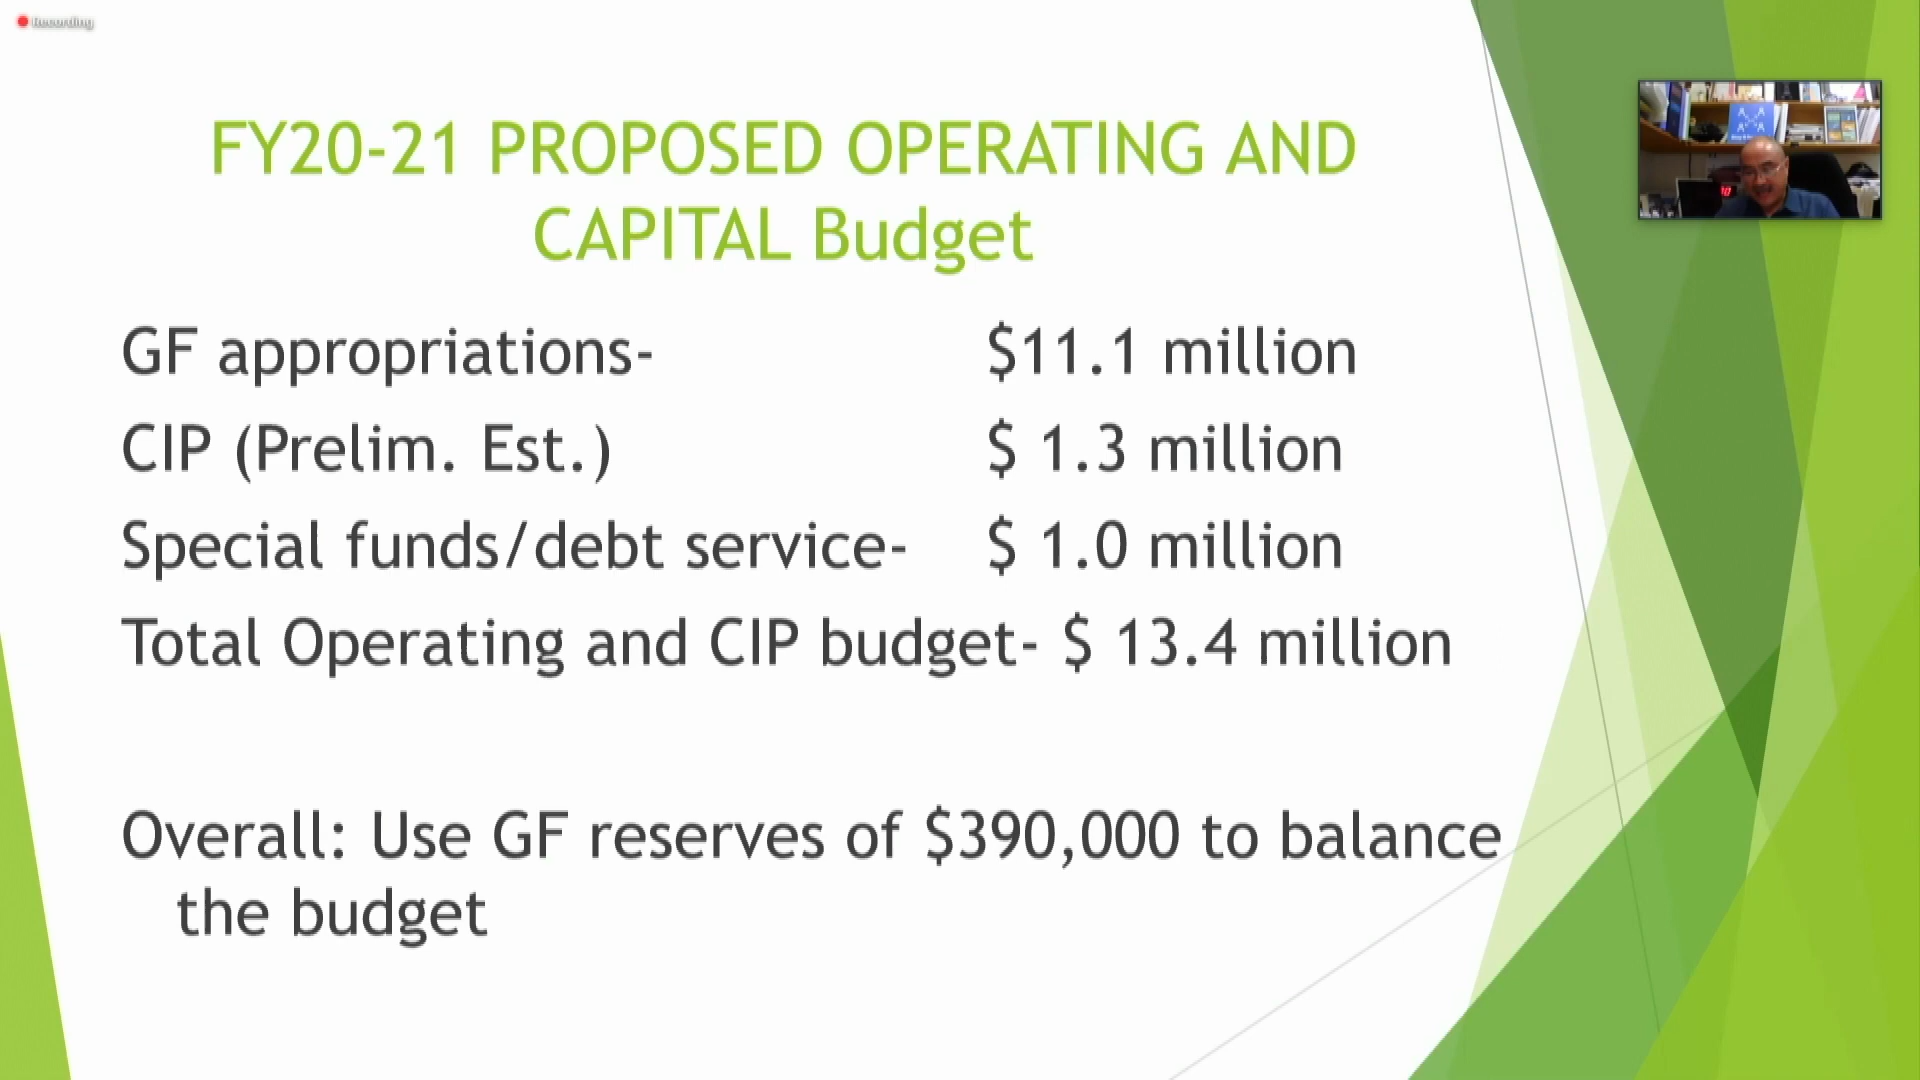 Recording
FY20-21 PROPOSED OPERATING AND
CAPITAL Budget
GF appropriations- $11.1 million
CIP (Prelim. Est.) $ 1.3 million
Special funds/debt service- $ 1.0 million
Total Operating and CIP budget- $ 13.4 million
Overall: Use GF reserves of $390,000 to balance
the budget